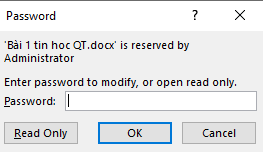 Password
'Bài 1 tin hoc QT.docx' is reserved by
Administrator
Enter password to modify, or open read only.
Password:
Read Only
OK
Cancel